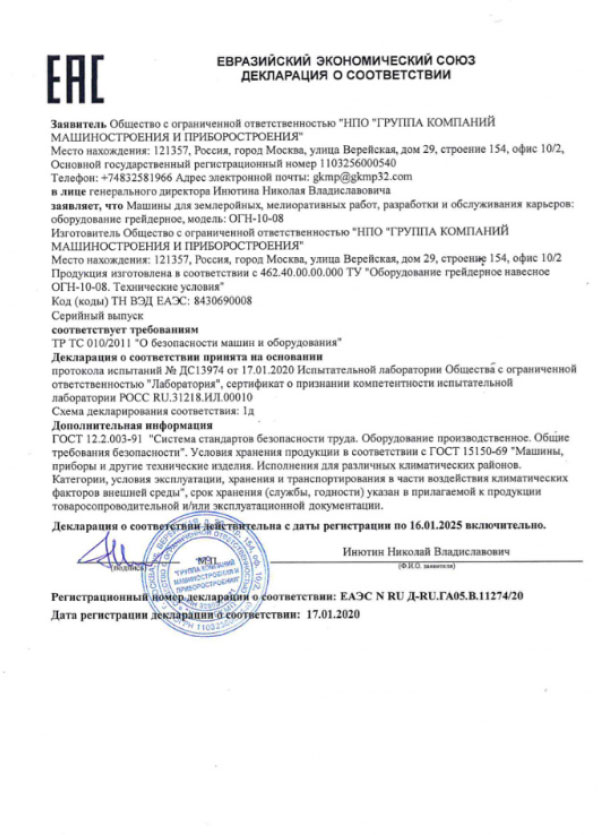 ЕАС
ЕВРАЗИЙСКИЙ ЭКОНОМИЧЕСКИЙ СОЮЗ
ДЕКЛАРАЦИЯ О СООТВЕТСТВИИ
Заявитель Общество с ограниченной ответственностью "НПО "ГРУППА КОМПАНИЙ
МАШИНОСТРОЕНИЯ И ПРИБОРОСТРОЕНИЯ"
Место нахождения: 121357, Россия, город Москва, улица Верейская, дом 29, строение 154, офис 10/2,
Основной государственный регистрационный номер 1103256000540
Телефон: +74832581966 Адрес электронной почты: gkmp@gkmp32.com
в лице генерального директора Инютина Николая Владиславовича
заявляет, что Машины для землеройных, мелиоративных работ, разработки и обслуживания карьеров:
оборудование грейдерное, модель: ОГН-10-08
Изготовитель Общество с ограниченной ответственностью "НПО "ГРУППА КОМПАНИЙ
МАШИНОСТРОЕНИЯ И ПРИБОРОСТРОЕНИЯ"
Место нахождения: 121357, Россия, город Москва, улица Верейская, дом 29, строение 154, офис 10/2
Продукция изготовлена в соответствии с 462.40.00.00.000 ТУ "Оборудование грейдерное навесное
ОГН-10-08. Технические условия"
Код (коды) ТН ВЭД ЕАЭС: 8430690008
Серийный выпуск
соответствует требованиям
ТР ТС 010/2011 "О безопасности машин и оборудования"
Декларация о соответствии принята на основании
протокола испытаний № ДС13974 от 17.01.2020 Испытательной лаборатории Общества с ограниченной
ответственностью "Лаборатория", сертификат о признании компетентности испытательной
лаборатории РОСС RU.31218.ИЛ.00010
Схема декларирования соответствия: 1д
Дополнительная информация
ГОСТ 12.2.003-91 "Система стандартов безопасности труда. Оборудование производственное. Общие
требования безопасности". Условия хранения продукции в соответствии с ГОСТ 15150-69 "Машины,
приборы и другие технические изделия. Исполнения для различных климатических районов.
Категории, условия эксплуатации, хранения и транспортирования в части воздействия климатических
факторов внешней среды", срок хранения (службы, годности) указан в прилагаемой к продукции
товаросопроводительной и/или эксплуатационной документации.
Декларация о соответствии действительна с даты регистрации по 16.01.2025 включительно.
М.П. Инютин Николай Владиславович
(подпись) (Ф.И.О. заявителя)
"ГРУППА КОМПАНИЙ
МАШИНОСТРОЕНИЯ И
ПРИБОРОСТРОЕНИЯ"
Регистрационный номер декларации о соответствии: ЕАЭС N RU Д-RU.ГА05.В.11274/20
Дата регистрации декларации о соответствии: 17.01.2020